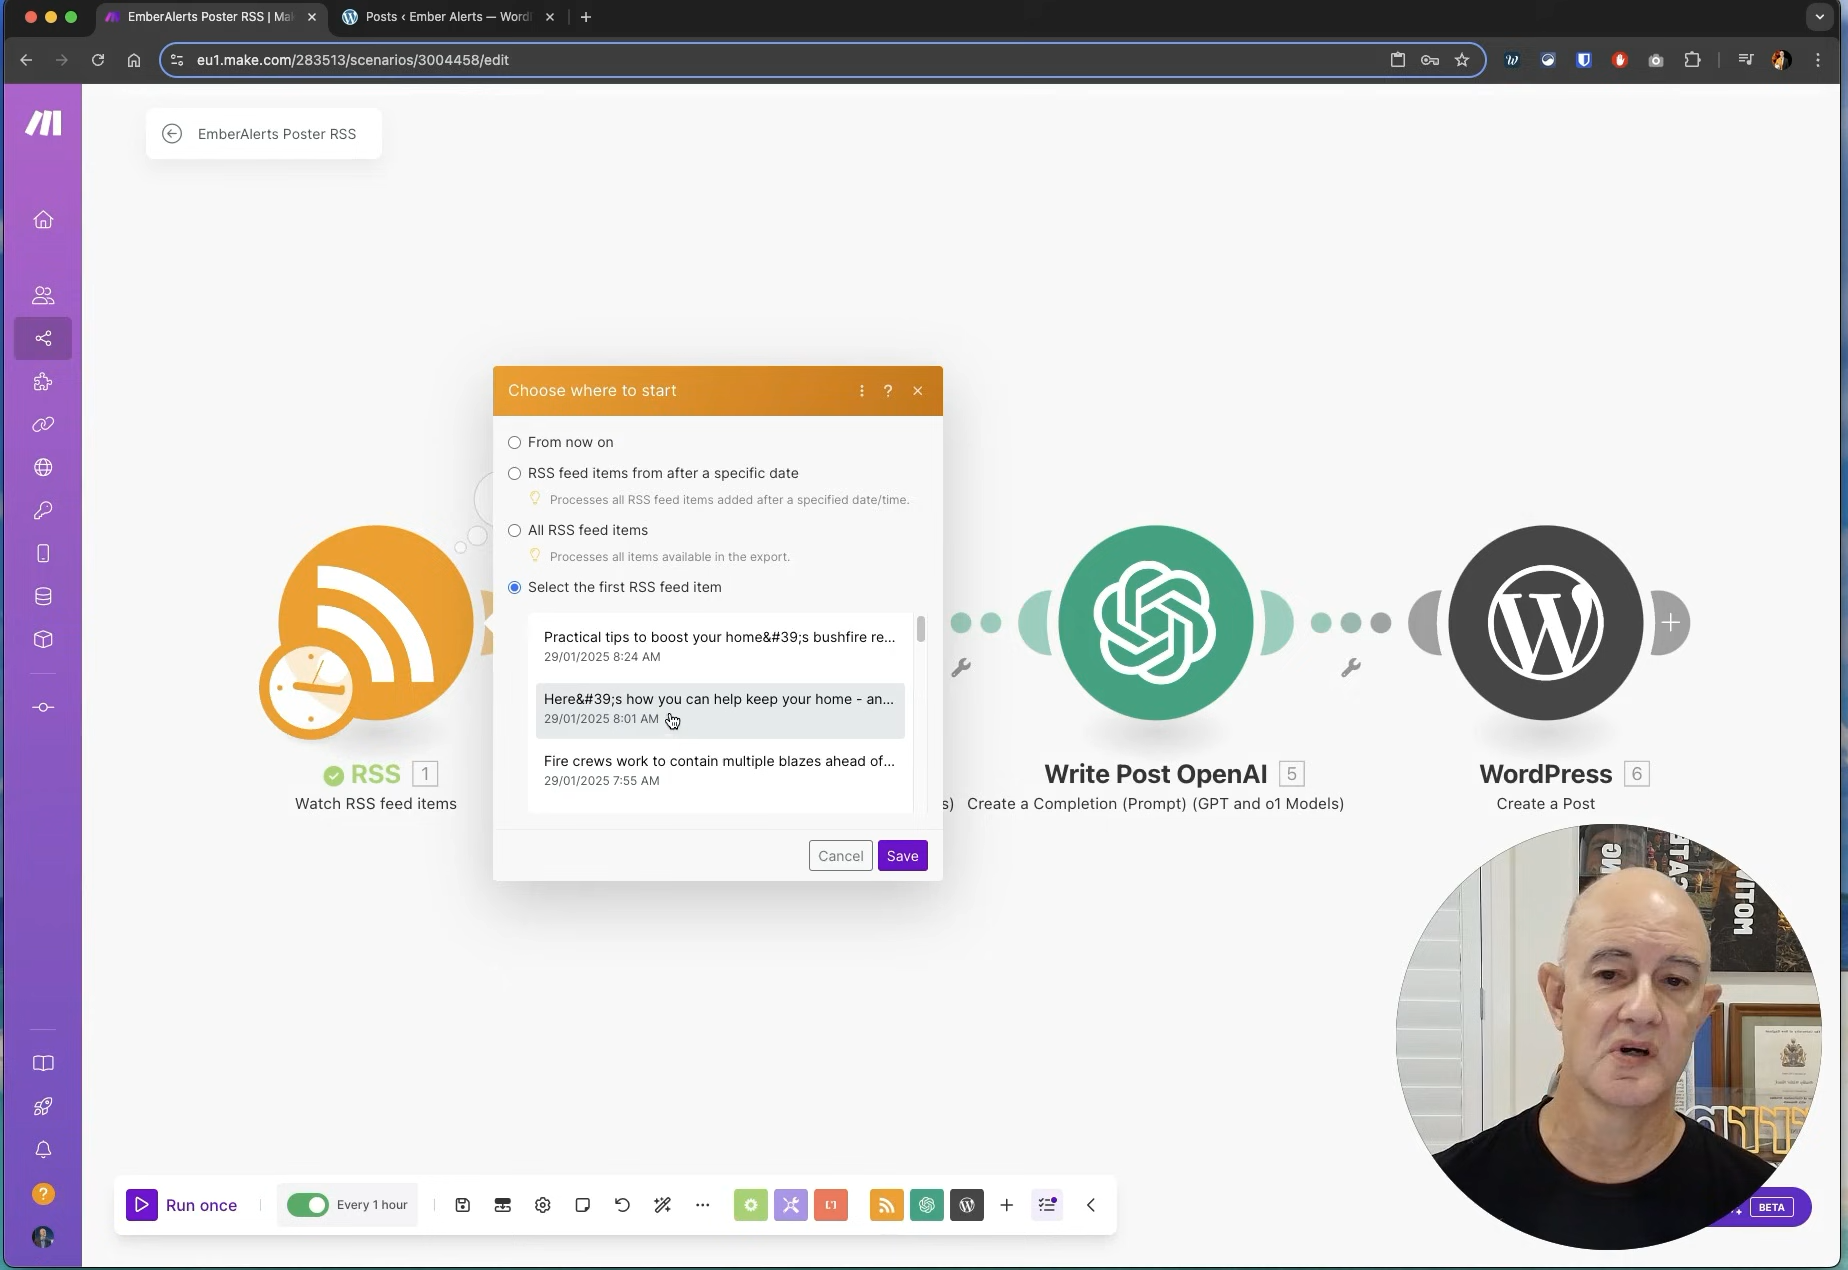 EmberAlerts Poster RSS | Mak
Posts ‹ Ember Alerts — WordP
eu1.make.com/283513/scenarios/3004458/edit
EmberAlerts Poster RSS
Choose where to start
From now on
RSS feed items from after a specific date
Processes all RSS feed items added after a specified date/time.
All RSS feed items
Processes all items available in the export.
Select the first RSS feed item
Practical tips to boost your home&#39;s bushfire re...
29/01/2025 8:24 AM
Here&#39;s how you can help keep your home - an...
29/01/2025 8:01 AM
Fire crews work to contain multiple blazes ahead of...
29/01/2025 7:55 AM
Cancel
Save
RSS 1
Watch RSS feed items
Write Post OpenAI 5
s) Create a Completion (Prompt) (GPT and o1 Models)
WordPress 6
Create a Post
Run once
Every 1 hour
BETA